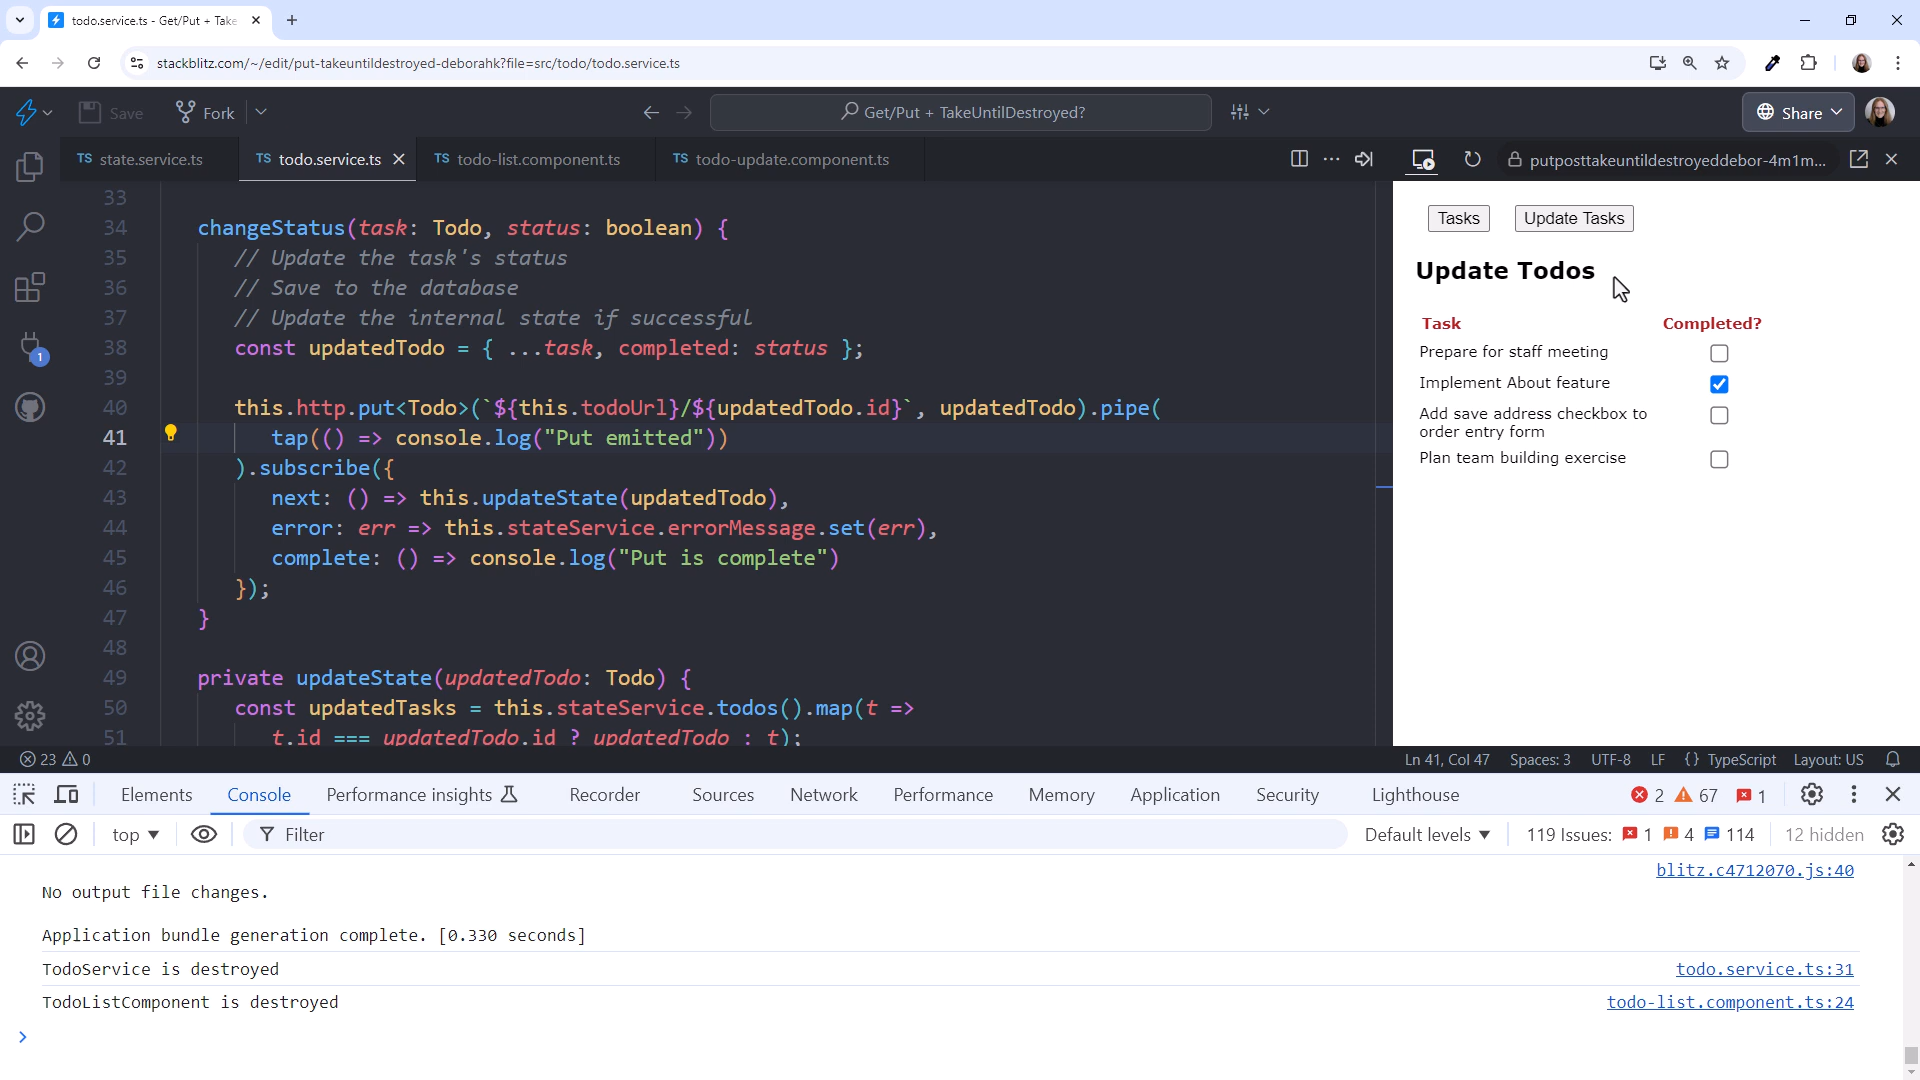 todo.service.ts - Get/Put + Take
stackblitz.com/~/edit/put-takeuntildestroyed-deborahk?file=src/todo/todo.service.ts
Save
Fork
Get/Put + TakeUntilDestroyed?
Share
TS state.service.ts
TS todo.service.ts
TS todo-list.component.ts
TS todo-update.component.ts
putposttakeuntildestroyeddebor-4m1m...
33
34 changeStatus(task: Todo, status: boolean) {
35 // Update the task's status
36 // Save to the database
37 // Update the internal state if successful
38 const updatedTodo = { ...task, completed: status };
39
40 this.http.put<Todo>(`${this.todoUrl}/${updatedTodo.id}`, updatedTodo).pipe(
41 tap(() => console.log("Put emitted"))
42 ).subscribe({
43 next: () => this.updateState(updatedTodo),
44 error: err => this.stateService.errorMessage.set(err),
45 complete: () => console.log("Put is complete")
46 });
47 }
48
49 private updateState(updatedTodo: Todo) {
50 const updatedTasks = this.stateService.todos().map(t =>
51 t.id === updatedTodo.id ? updatedTodo : t);
1
Tasks
Update Tasks
Update Todos
Task Completed?
Prepare for staff meeting
Implement About feature
Add save address checkbox to
order entry form
Plan team building exercise
23 0
Ln 41, Col 47 Spaces: 3 UTF-8 LF {} TypeScript Layout: US
Elements Console Performance insights Recorder Sources Network Performance Memory Application Security Lighthouse 2 67 1
top Filter Default levels 119 Issues: 1 4 114 12 hidden
blitz.c4712070.js:40
No output file changes.
Application bundle generation complete. [0.330 seconds]
TodoService is destroyed todo.service.ts:31
TodoListComponent is destroyed todo-list.component.ts:24